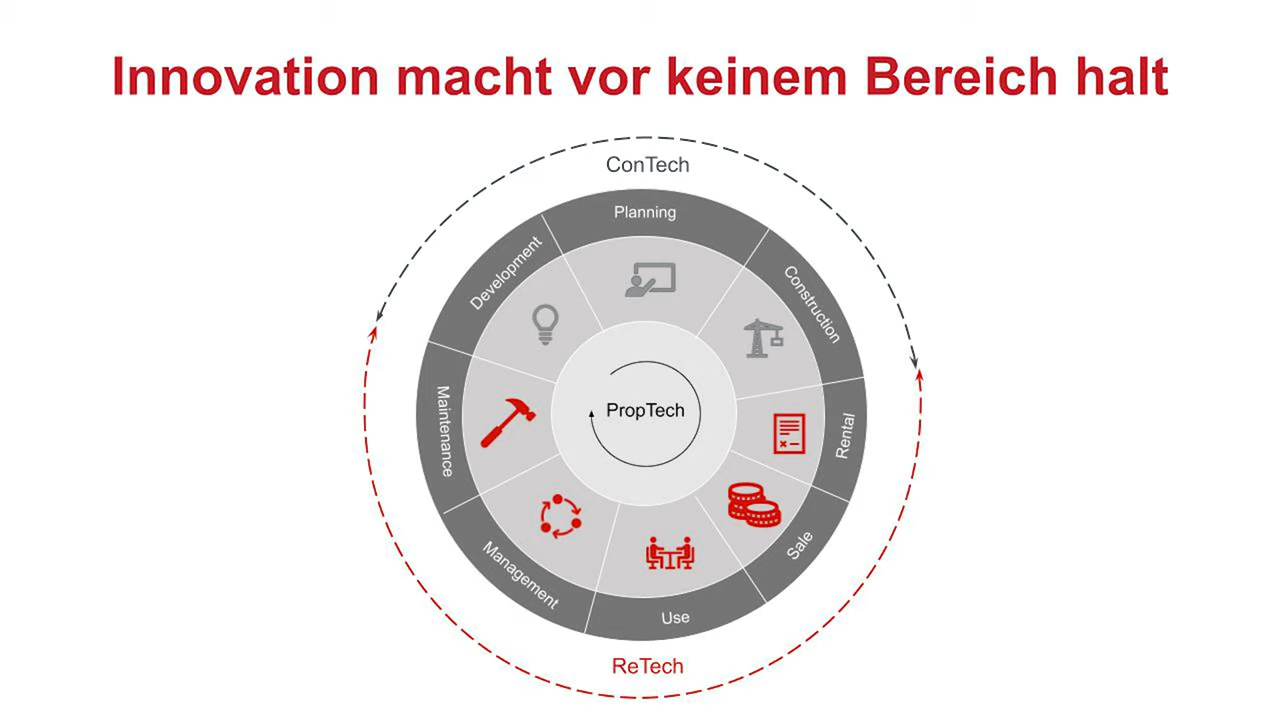 Innovation macht vor keinem Bereich halt
ConTech
Planning
Development
Construction
Maintenance
PropTech
Rental
Management
Sale
Use
ReTech